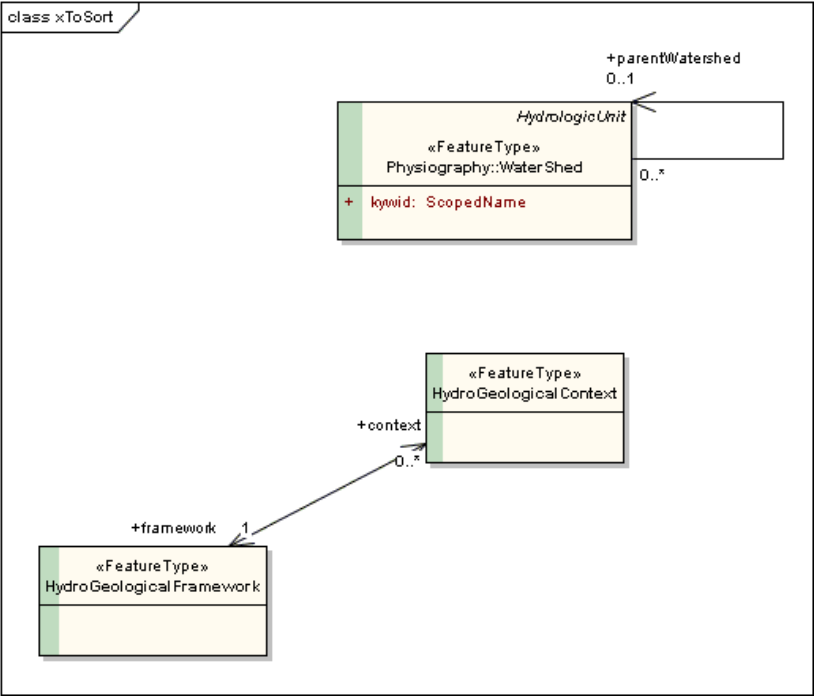 class xToSort
+parentWatershed
0..1
HydrologicUnit
«FeatureType»
Physiography::WaterShed
0..*
+ kywid: ScopedName
«FeatureType»
HydroGeologicalContext
+context
0..*
+framework 1
«FeatureType»
HydroGeologicalFramework